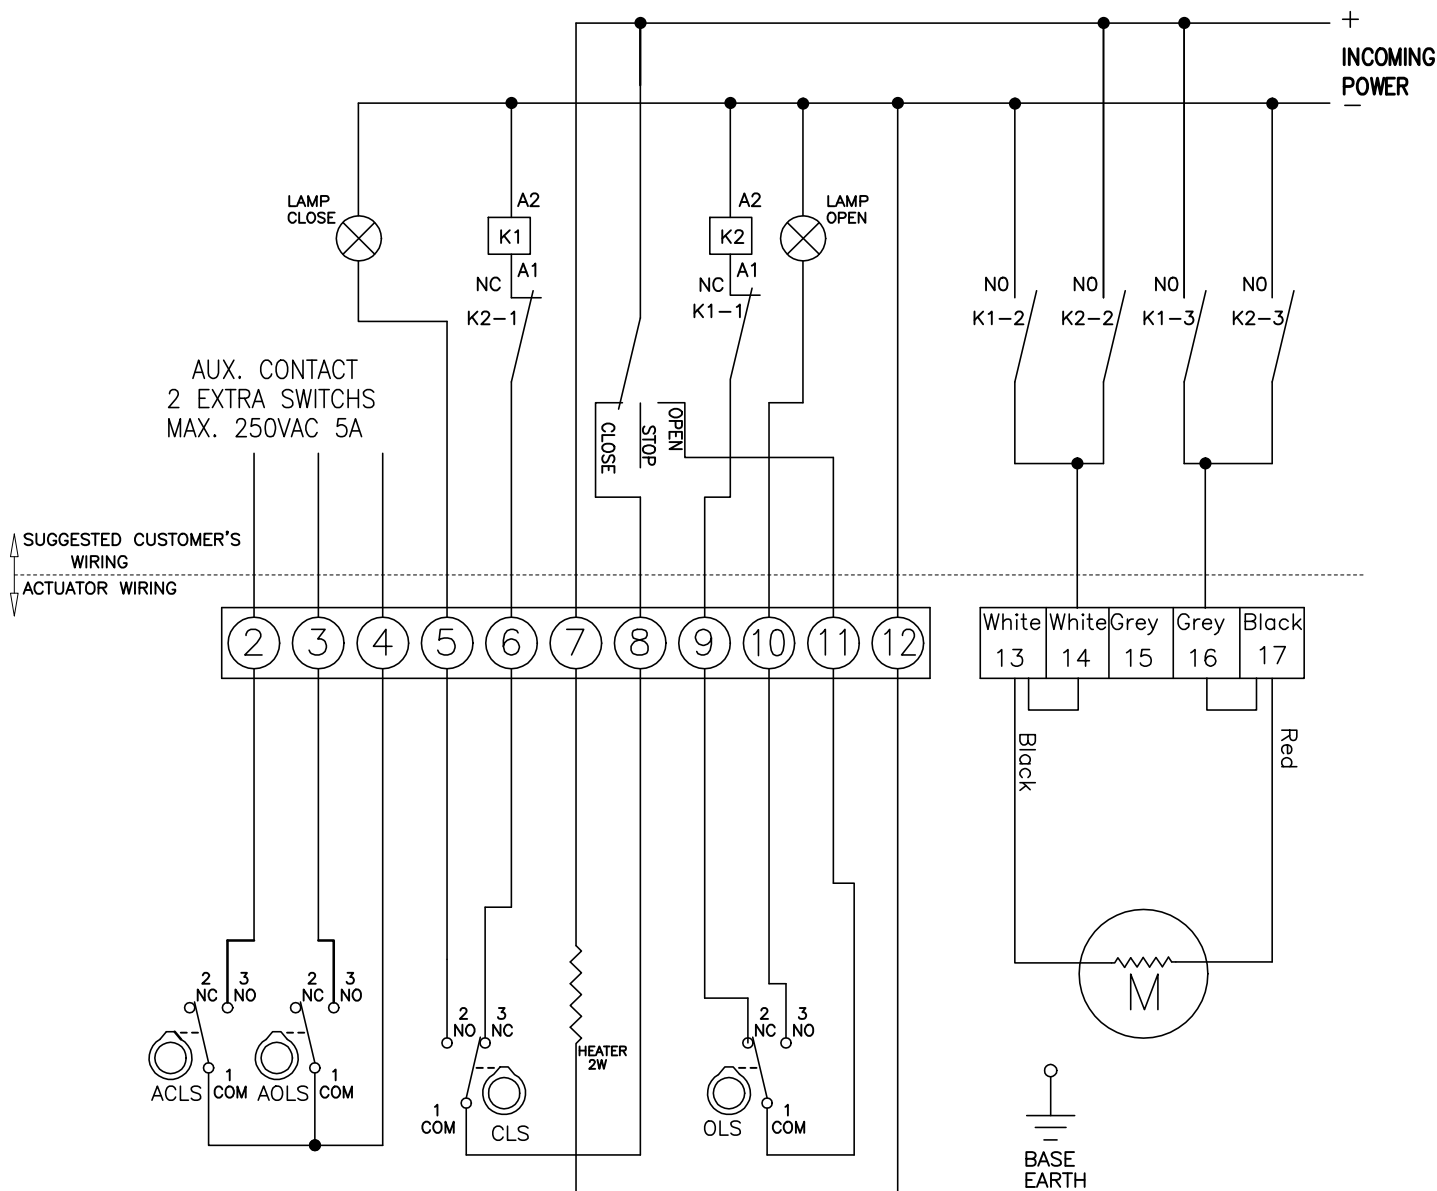 +
INCOMING
POWER
−
LAMP
CLOSE
A2
K1
A1
NC
K2-1
A2
K2
A1
NC
K1-1
LAMP
OPEN
NO
K1-2
NO
K2-2
NO
K1-3
NO
K2-3
AUX. CONTACT
2 EXTRA SWITCHS
MAX. 250VAC 5A
CLOSE
STOP
OPEN
SUGGESTED CUSTOMER'S
WIRING
ACTUATOR WIRING
2 3 4 5 6 7 8 9 10 11 12
White White Grey Grey Black
13 14 15 16 17
Black
Red
2
NC
3
NO
2
NC
3
NO
ACLS
1
COM
AOLS
1
COM
2
NO
3
NC
1
COM
CLS
HEATER
2W
2
NC
3
NO
OLS
1
COM
M
BASE
EARTH